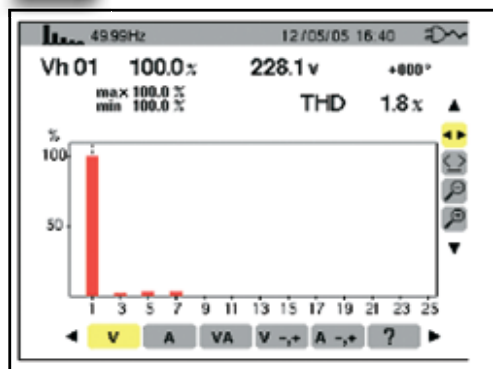 49.99Hz 12/05/05 16:40
Vh 01 100.0% 228.1 v +000°
max 100.0 %
min 100.0 %
THD 1.8 %
%
100
50
1 3 5 7 9 11 13 15 17 19 21 23 25
V A VA V -,+ A -,+ ?